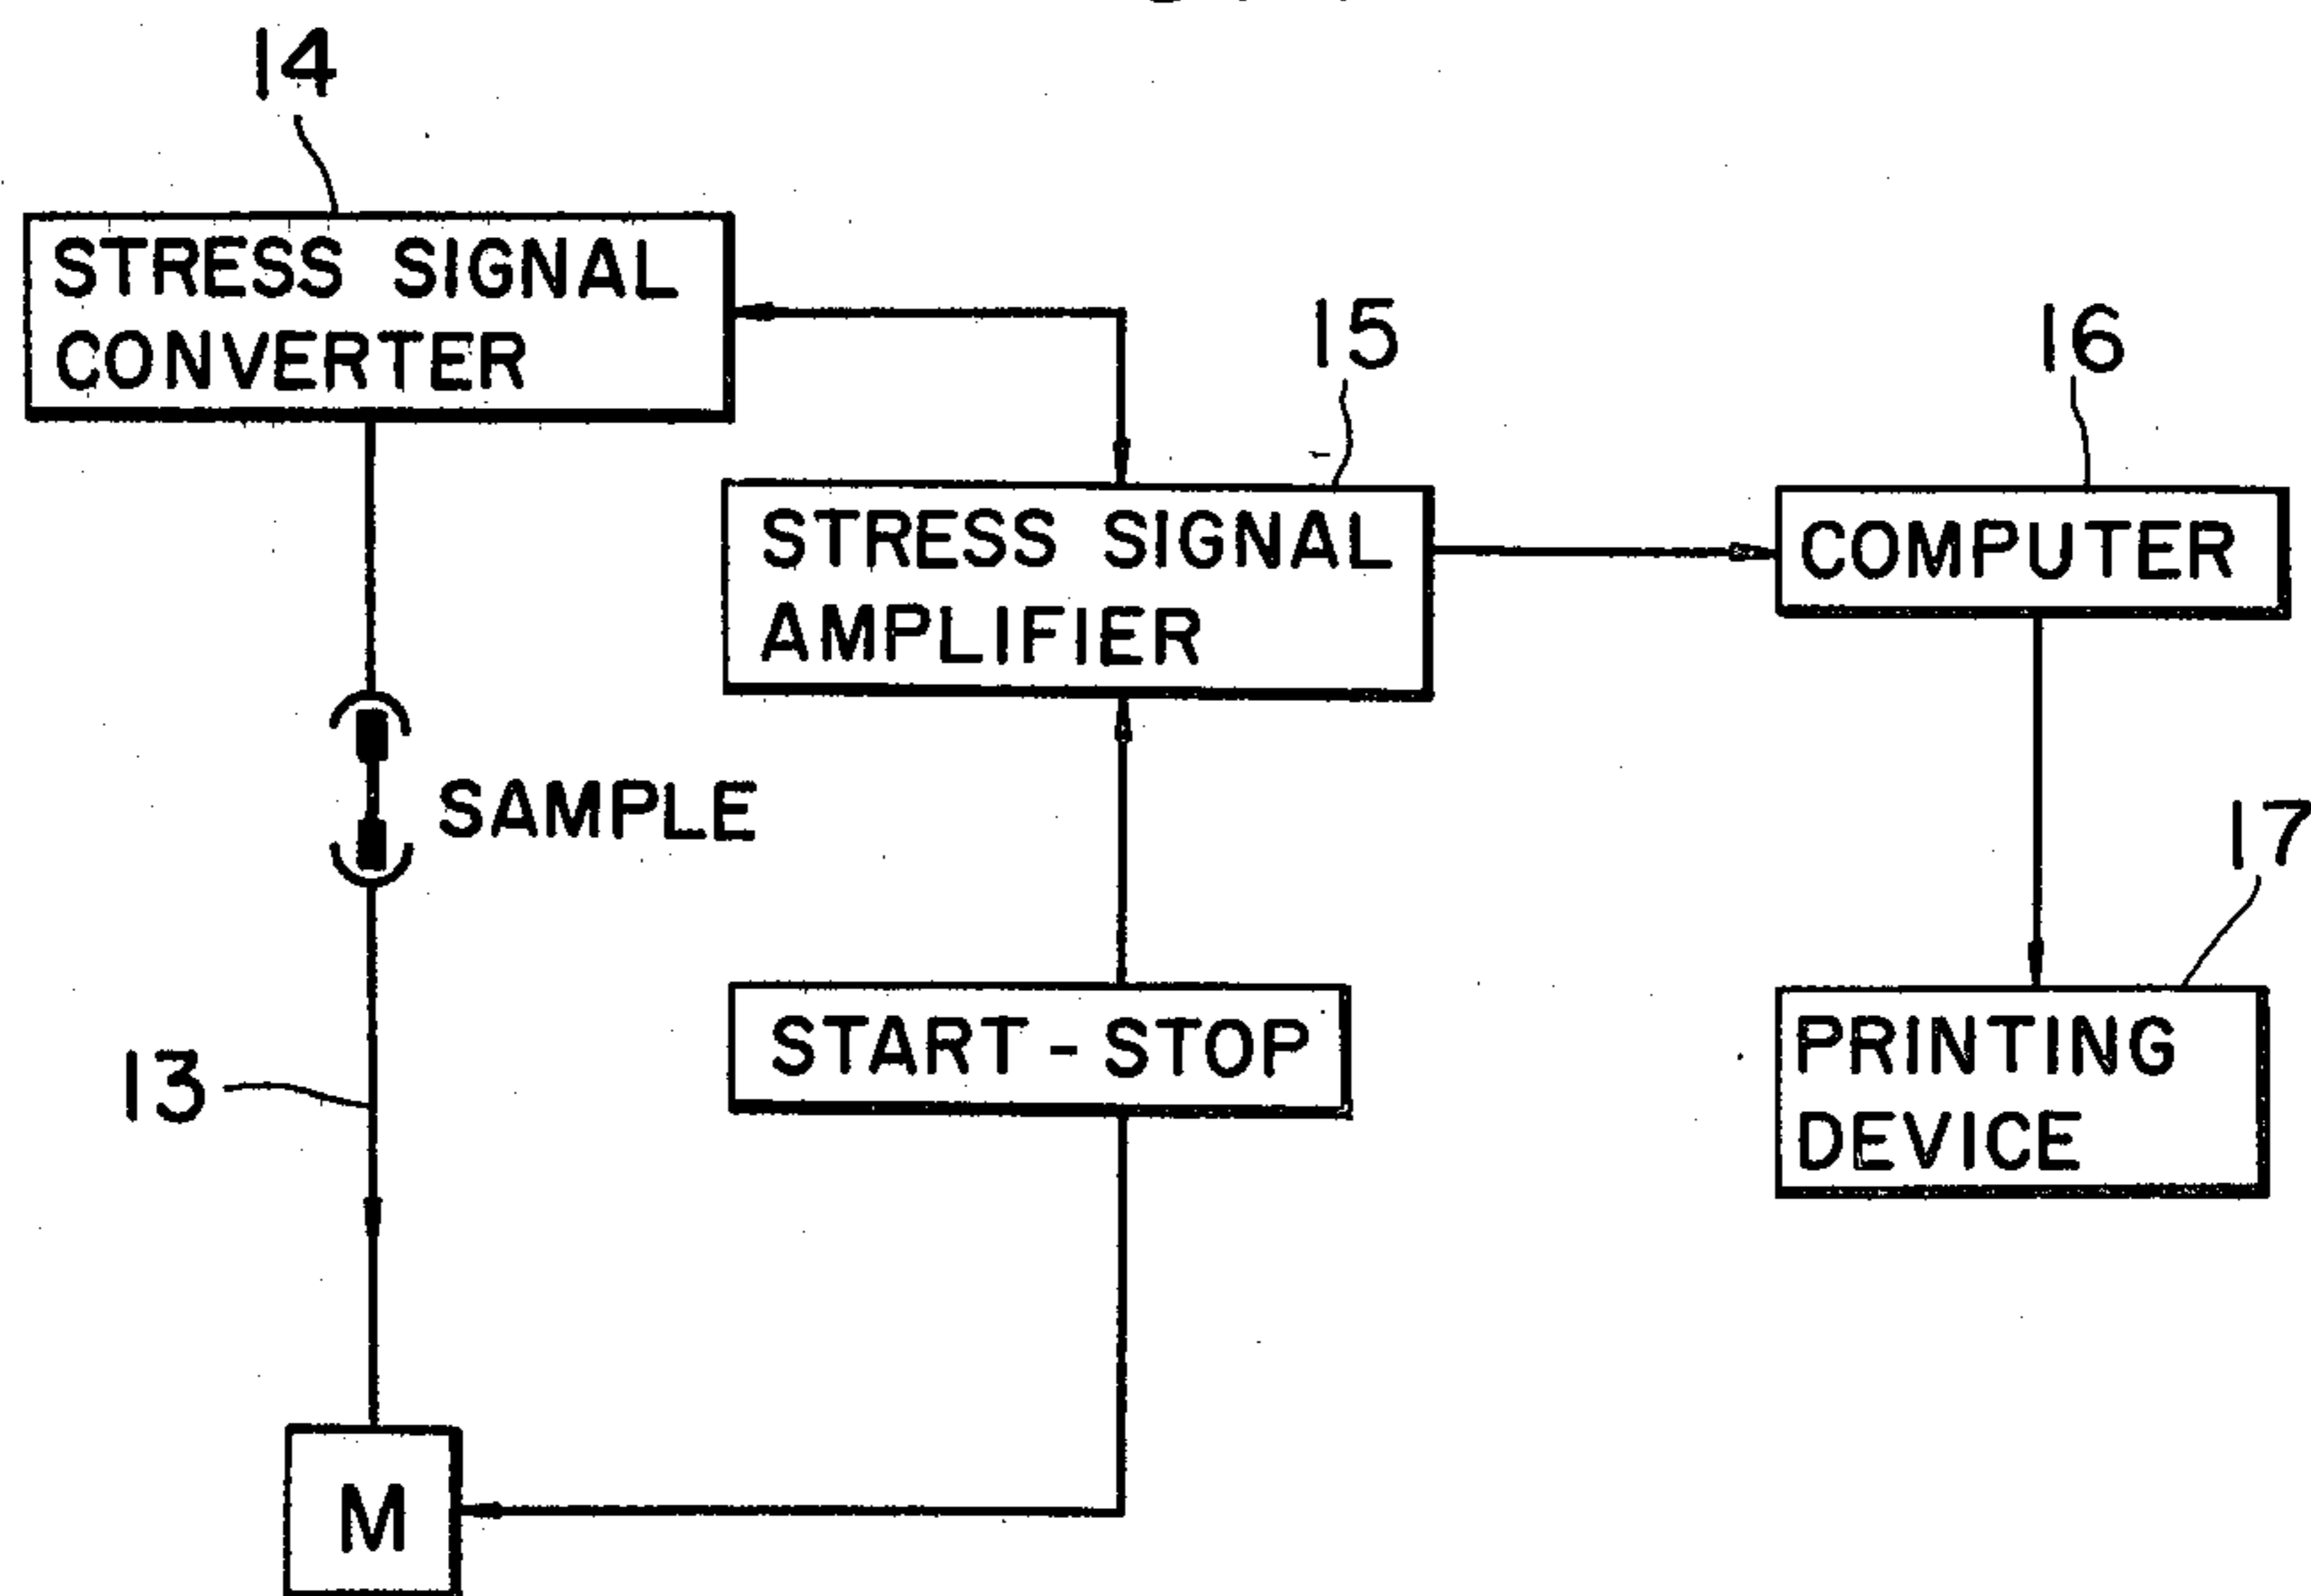 14
STRESS SIGNAL
CONVERTER
15
16
STRESS SIGNAL
AMPLIFIER
COMPUTER
SAMPLE
17
START-STOP
PRINTING
DEVICE
13
M